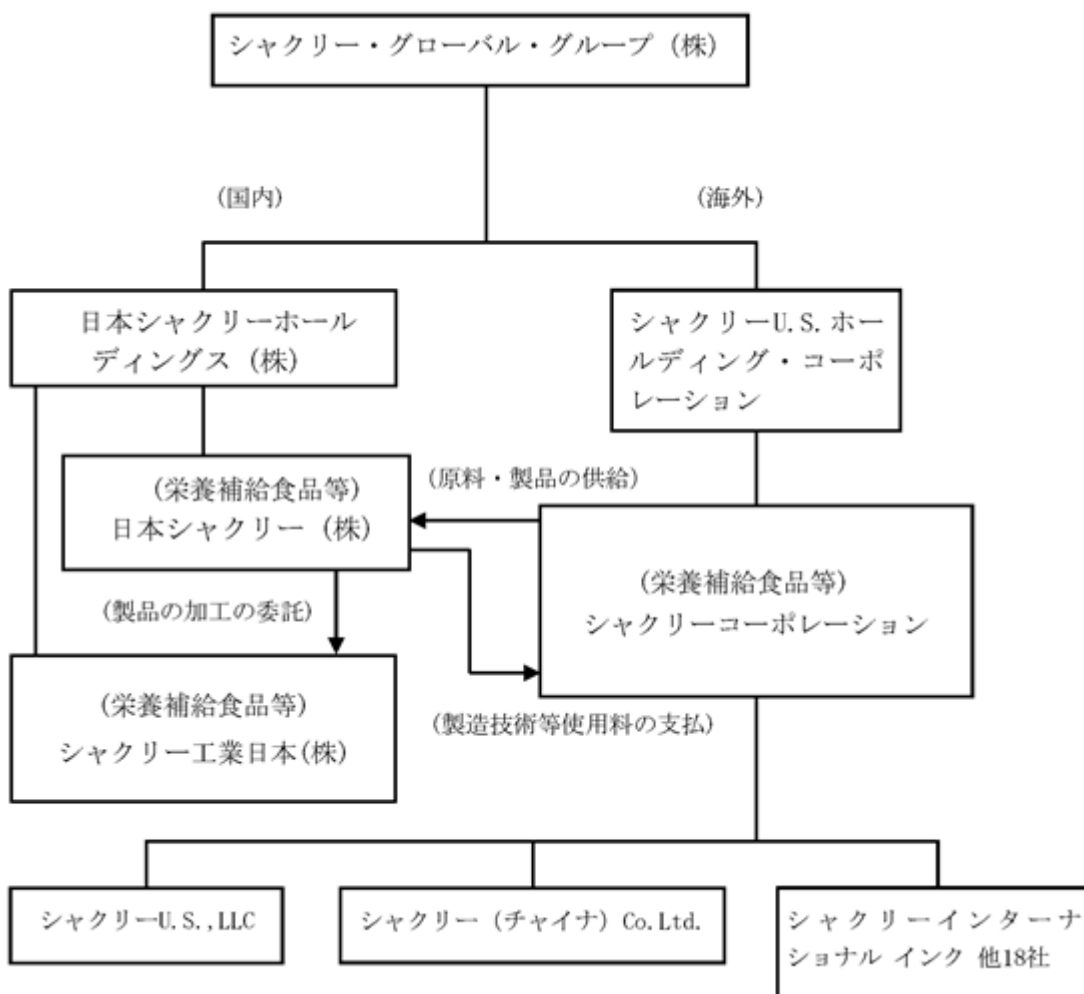 シャクリー・グローバル・グループ（株）
（国内）
（海外）
日本シャクリーホール
ディングス（株）
シャクリーU.S.ホー
ルディング・コーポ
レーション
（栄養補給食品等）
日本シャクリー（株）
（原料・製品の供給）
（栄養補給食品等）
シャクリーコーポレーション
（製品の加工の委託）
（栄養補給食品等）
シャクリー工業日本(株)
（製造技術等使用料の支払）
シャクリーU.S.,LLC
シャクリー（チャイナ）Co.Ltd.
シャクリーインターナ
ショナル インク 他18社